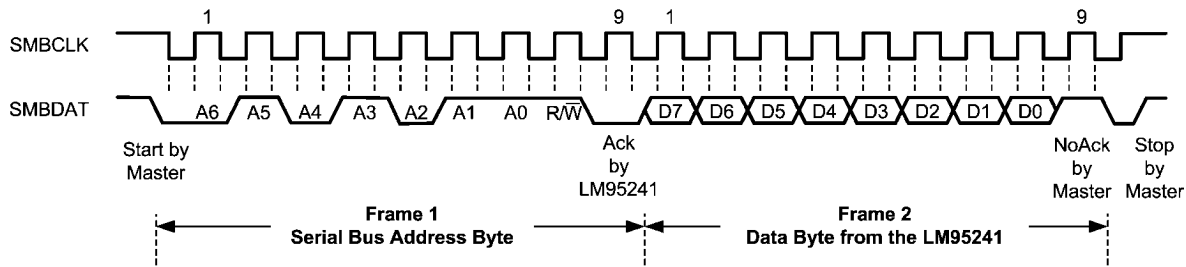 1 9 1 9
SMBCLK
SMBDAT A6 A5 A4 A3 A2 A1 A0 R/W̅ D7 D6 D5 D4 D3 D2 D1 D0
Start by
Master
Ack
by
LM95241
NoAck
by
Master
Stop
by
Master
Frame 1
Serial Bus Address Byte
Frame 2
Data Byte from the LM95241